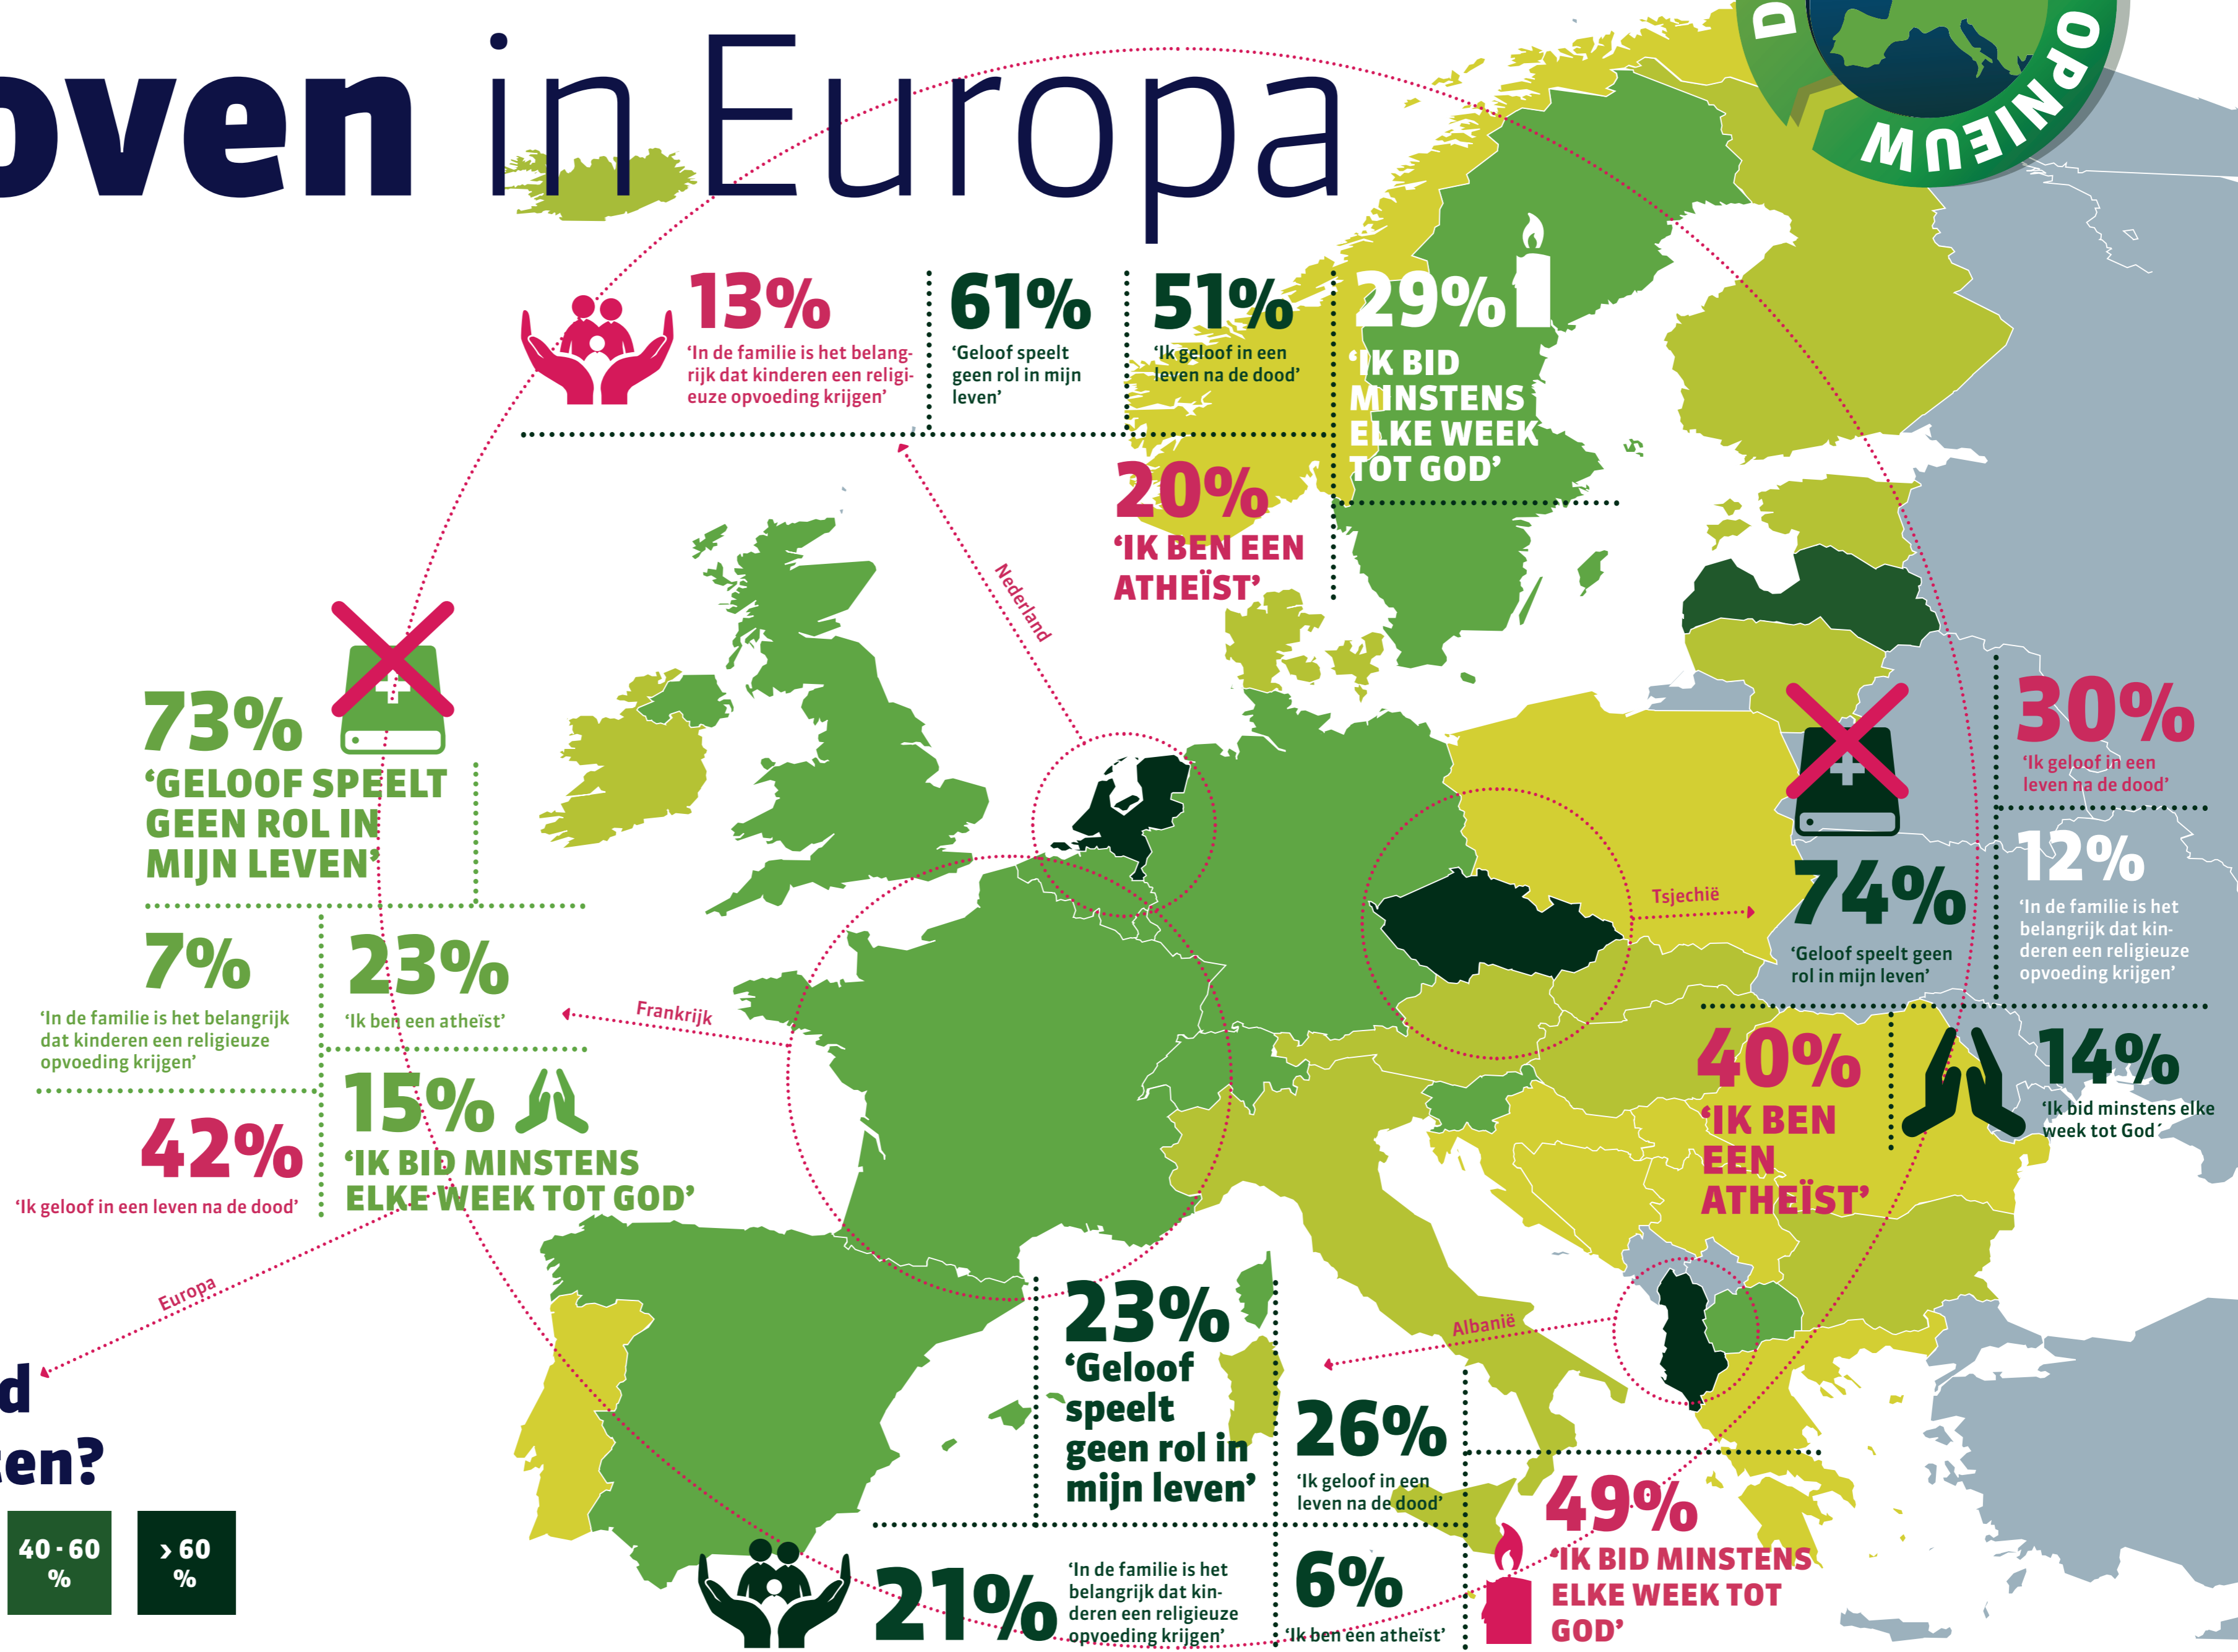 oven in Europa
D
OPNIEUW
13%
‘In de familie is het belang-
rijk dat kinderen een religi-
euze opvoeding krijgen’
61%
‘Geloof speelt
geen rol in mijn
leven’
51%
‘Ik geloof in een
leven na de dood’
29%
‘IK BID
MINSTENS
ELKE WEEK
TOT GOD’
20%
‘IK BEN EEN
ATHEÏST’
Nederland
73%
‘GELOOF SPEELT
GEEN ROL IN
MIJN LEVEN’
7%
‘In de familie is het belangrijk
dat kinderen een religieuze
opvoeding krijgen’
23%
‘Ik ben een atheïst’
15%
‘IK BID MINSTENS
ELKE WEEK TOT GOD’
42%
‘Ik geloof in een leven na de dood’
Frankrijk
Europa
Tsjechië
74%
‘Geloof speelt geen
rol in mijn leven’
30%
‘Ik geloof in een
leven na de dood’
12%
‘In de familie is het
belangrijk dat kin-
deren een religieuze
opvoeding krijgen’
40%
‘IK BEN
EEN
ATHEÏST’
14%
‘Ik bid minstens elke
week tot God´
Albanië
23%
‘Geloof
speelt
geen rol in
mijn leven’
26%
‘Ik geloof in een
leven na de dood’
21%
‘In de familie is het
belangrijk dat kin-
deren een religieuze
opvoeding krijgen’
6%
‘Ik ben een atheïst’
49%
‘IK BID MINSTENS
ELKE WEEK TOT
GOD’
d
ten?
40 - 60
%
› 60
%